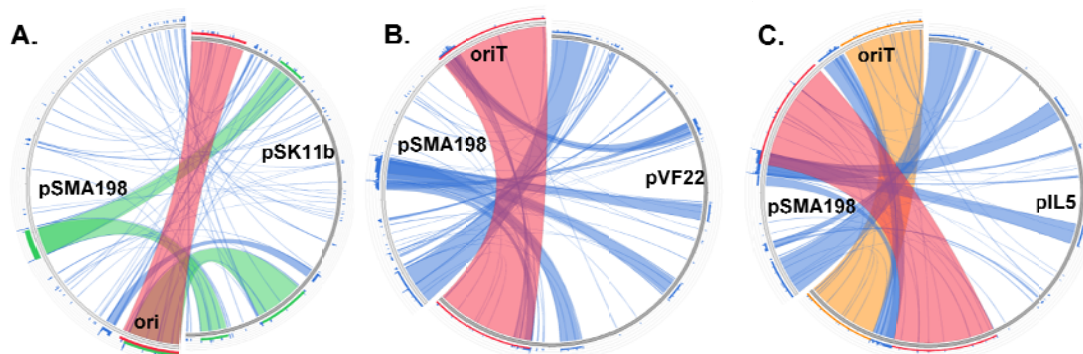 A.
pSMA198
pSK11b
ori
B.
oriT
pSMA198
pVF22
C.
oriT
pSMA198
pIL5